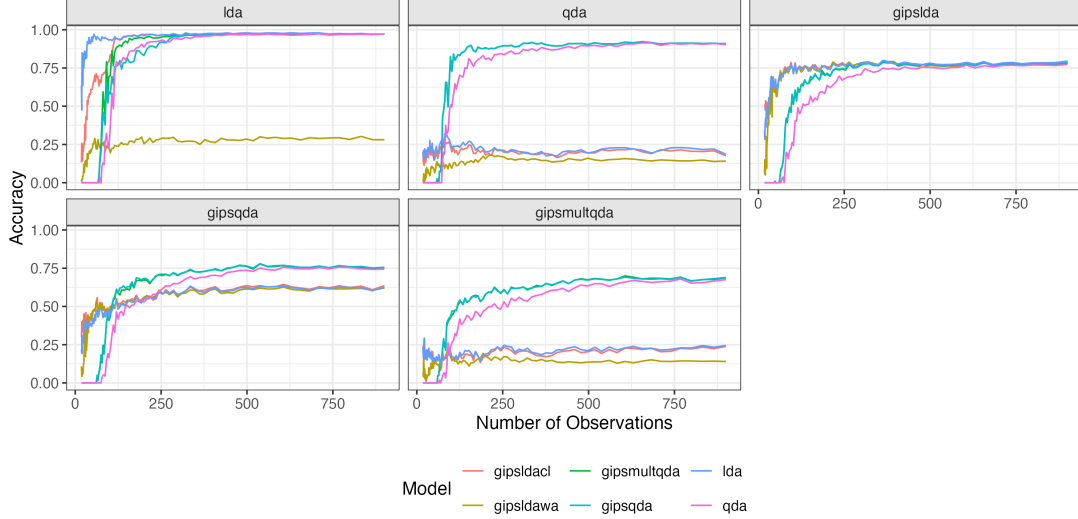 lda
qda
gipslda
1.00
0.75
0.50
0.25
0.00
0
250
500
750
gipsqda
gipsmultqda
1.00
0.75
0.50
0.25
0.00
0
250
500
750
0
250
500
750
Accuracy
Number of Observations
Model
gipsldacl
gipsmultqda
lda
gipsldawa
gipsqda
qda